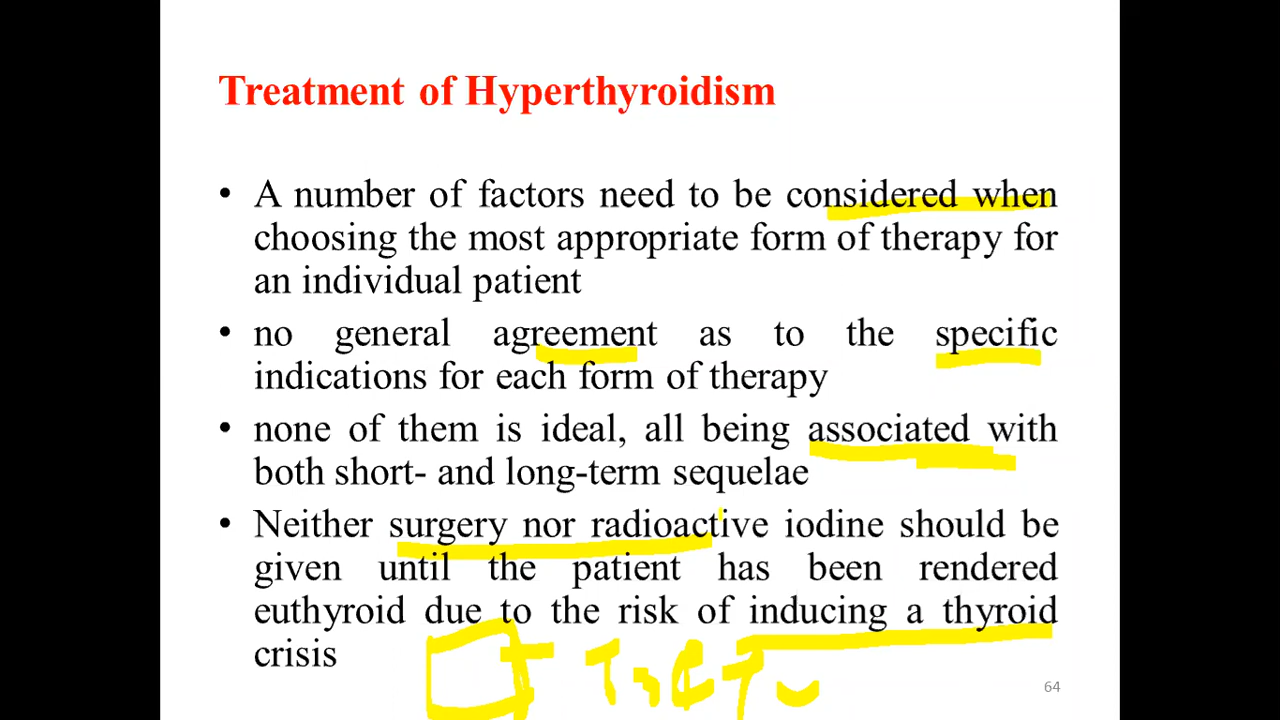 Treatment of Hyperthyroidism
• A number of factors need to be considered when
choosing the most appropriate form of therapy for
an individual patient
• no general agreement as to the specific
indications for each form of therapy
• none of them is ideal, all being associated with
both short- and long-term sequelae
• Neither surgery nor radioactive iodine should be
given until the patient has been rendered
euthyroid due to the risk of inducing a thyroid
crisis
64